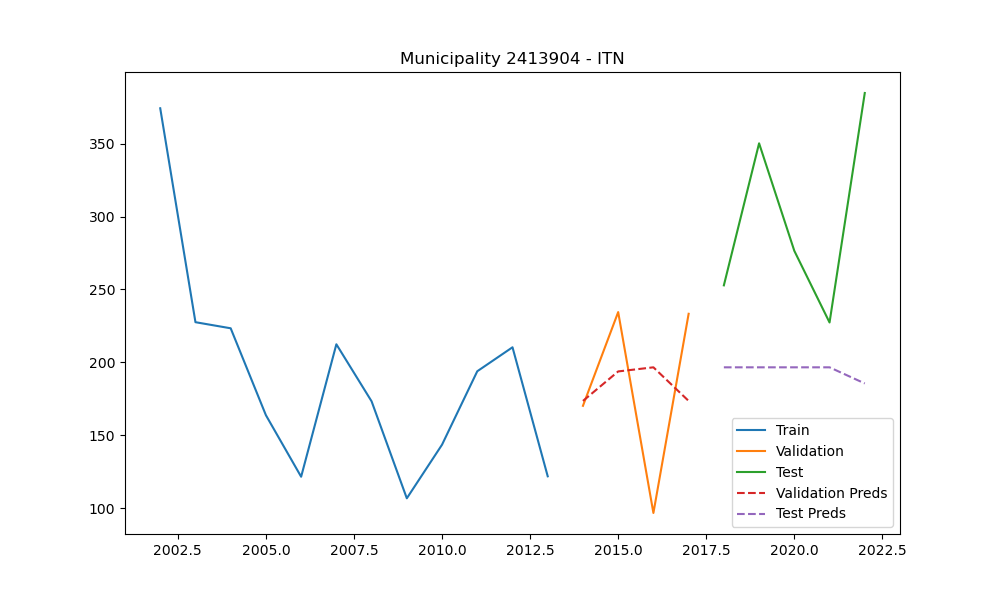 Municipality 2413904 - ITN
350
300
250
200
150
100
2002.5 2005.0 2007.5 2010.0 2012.5 2015.0 2017.5 2020.0 2022.5
Train
Validation
Test
Validation Preds
Test Preds